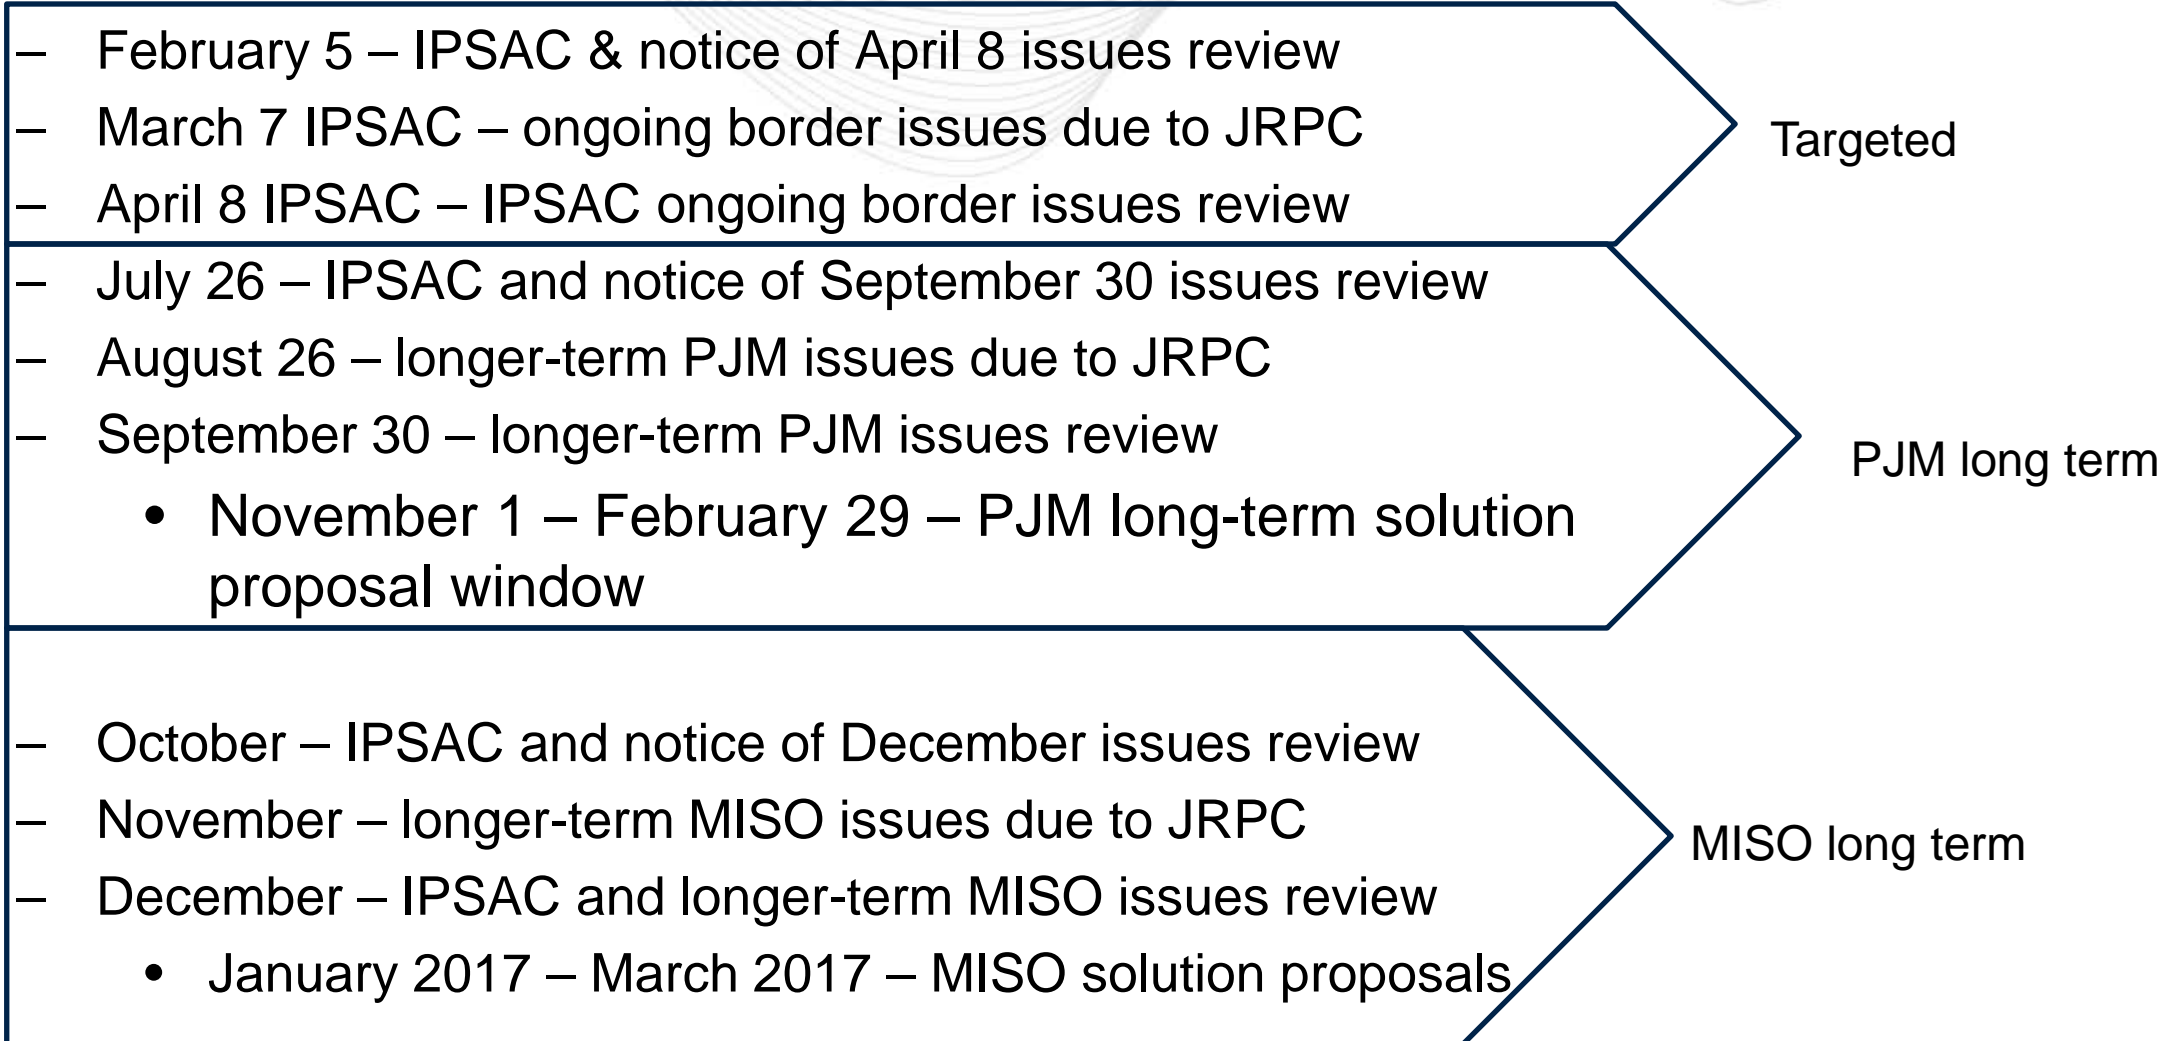 – February 5 – IPSAC & notice of April 8 issues review
– March 7 IPSAC – ongoing border issues due to JRPC
– April 8 IPSAC – IPSAC ongoing border issues review
Targeted
– July 26 – IPSAC and notice of September 30 issues review
– August 26 – longer-term PJM issues due to JRPC
– September 30 – longer-term PJM issues review
• November 1 – February 29 – PJM long-term solution
proposal window
PJM long term
– October – IPSAC and notice of December issues review
– November – longer-term MISO issues due to JRPC
– December – IPSAC and longer-term MISO issues review
• January 2017 – March 2017 – MISO solution proposals
MISO long term